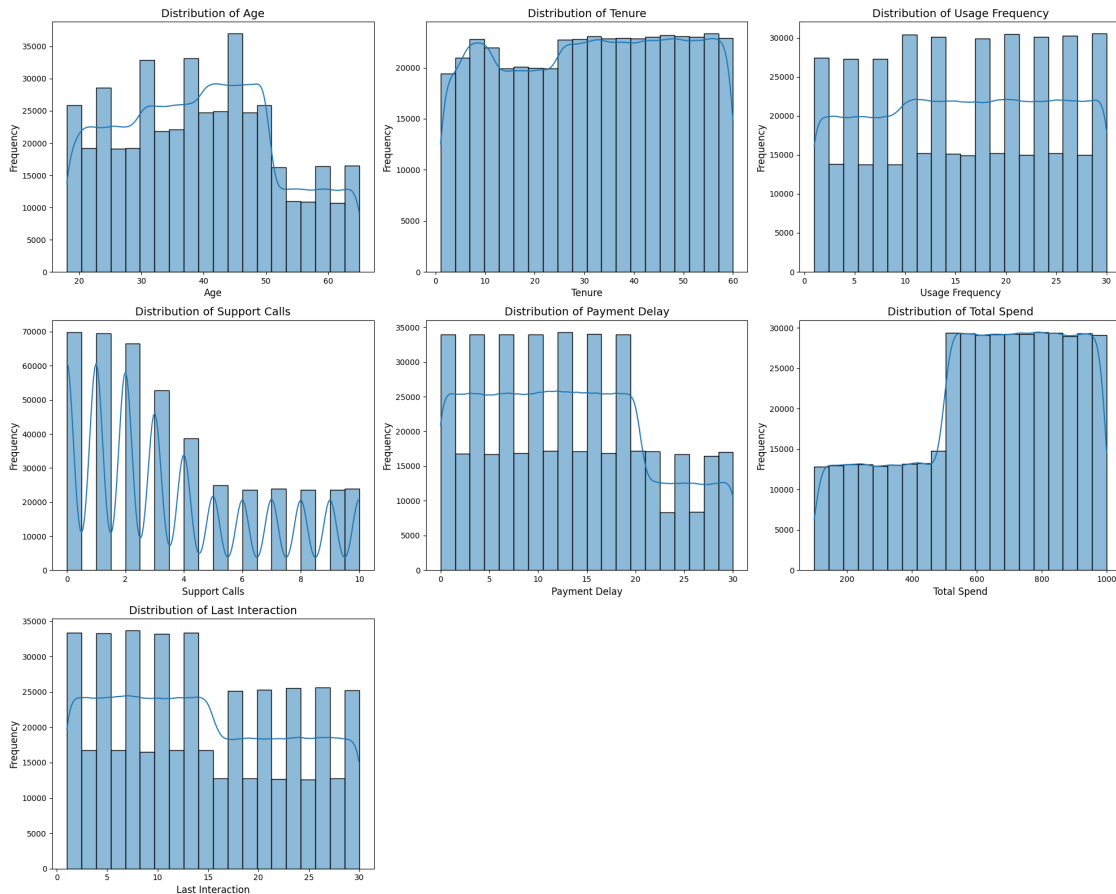 Distribution of Age
35000
30000
25000
20000
15000
10000
5000
0
Frequency
20 30 40 50 60
Age
Distribution of Tenure
20000
15000
10000
5000
0
Frequency
0 10 20 30 40 50 60
Tenure
Distribution of Usage Frequency
30000
25000
20000
15000
10000
5000
0
Frequency
0 5 10 15 20 25 30
Usage Frequency
Distribution of Support Calls
70000
60000
50000
40000
30000
20000
10000
0
Frequency
0 2 4 6 8 10
Support Calls
Distribution of Payment Delay
35000
30000
25000
20000
15000
10000
5000
0
Frequency
0 5 10 15 20 25 30
Payment Delay
Distribution of Total Spend
30000
25000
20000
15000
10000
5000
0
Frequency
200 400 600 800 1000
Total Spend
Distribution of Last Interaction
35000
30000
25000
20000
15000
10000
5000
0
Frequency
0 5 10 15 20 25 30
Last Interaction